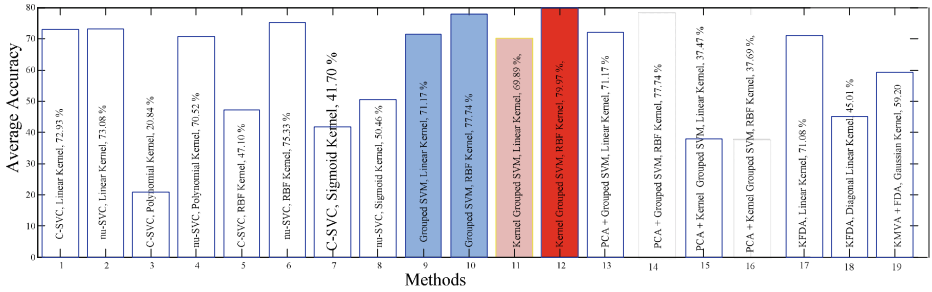 Average Accuracy
80
70
60
50
40
30
20
10
0
C-SVC, Linear Kernel, 72.93 %
nu-SVC, Linear Kernel, 73.08 %
C-SVC, Polynomial Kernel, 20.84 %
nu-SVC, Polynomial Kernel, 70.52 %
C-SVC, RBF Kernel, 47.10 %
nu-SVC, RBF Kernel, 75.33 %
C-SVC, Sigmoid Kernel, 41.70 %
nu-SVC, Sigmoid Kernel, 50.46 %
Grouped SVM, Linear Kernel, 71.17 %
Grouped SVM, RBF Kernel, 77.74 %
Kernel Grouped SVM, Linear Kernel, 69.89 %,
Kernel Grouped SVM, RBF Kernel, 79.97 %,
PCA + Grouped SVM, Linear Kernel, 71.17 %
PCA + Grouped SVM, RBF Kernel, 77.74 %
PCA + Kernel Grouped SVM, Linear Kernel, 37.47 %
PCA + Kernel Grouped SVM, RBF Kernel, 37.69 %,
KFDA, Linear Kernel, 71.08 %
KFDA, Diagonal Linear Kernel, 45.01 %
KMVA + FDA, Gaussian Kernel, 59.20
1 2 3 4 5 6 7 8 9 10 11 12 13 14 15 16 17 18 19
Methods